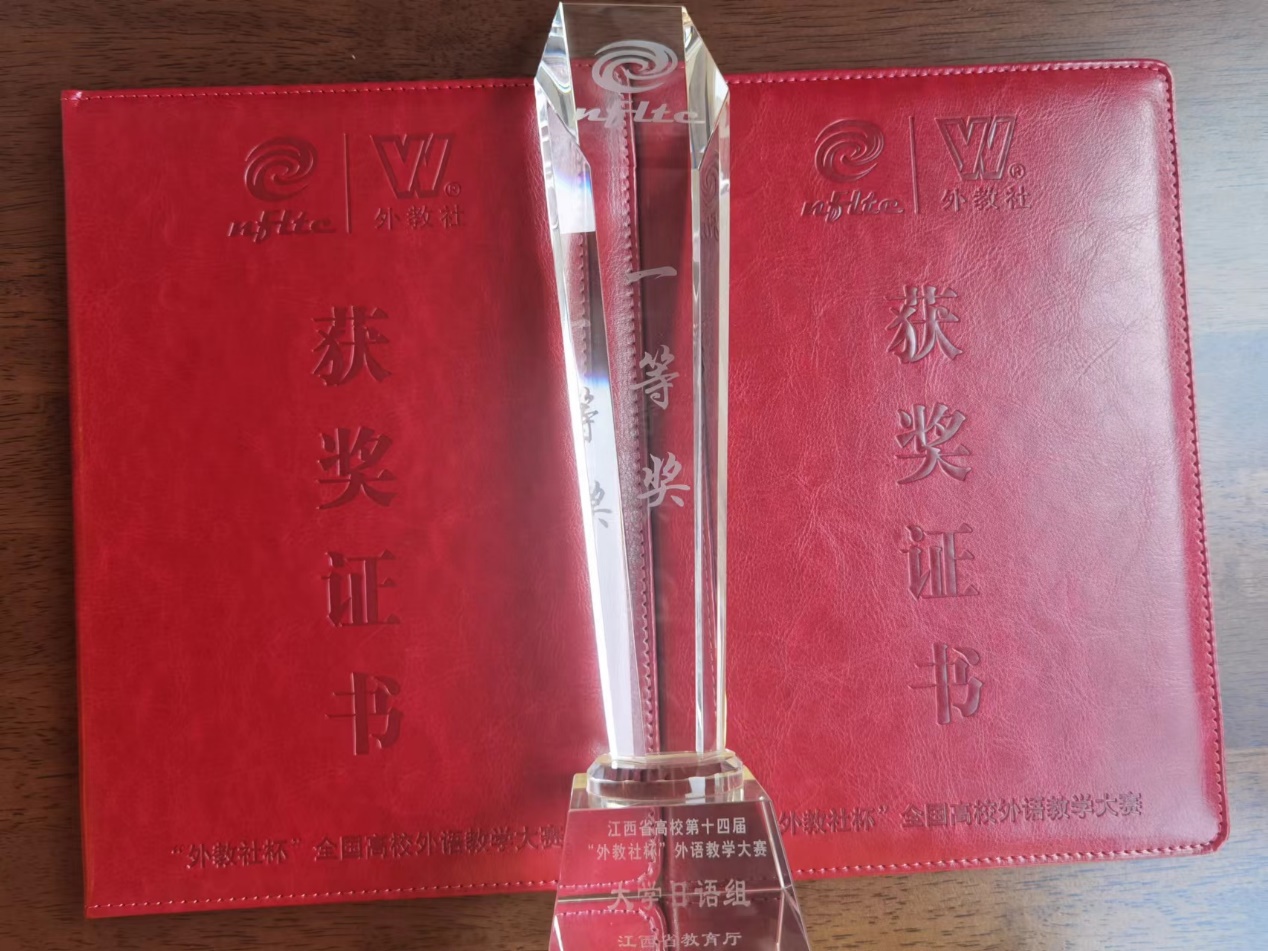 nfltc
外教社
获奖证书
“外教社杯”全国高校外语教学大赛
nfltc
一等奖
等奖
江西省高校第十四届
“外教社杯”外语教学大赛
大学日语组
江西省教育厅
nfltc
外教社
获奖证书
外教社杯”全国高校外语教学大赛